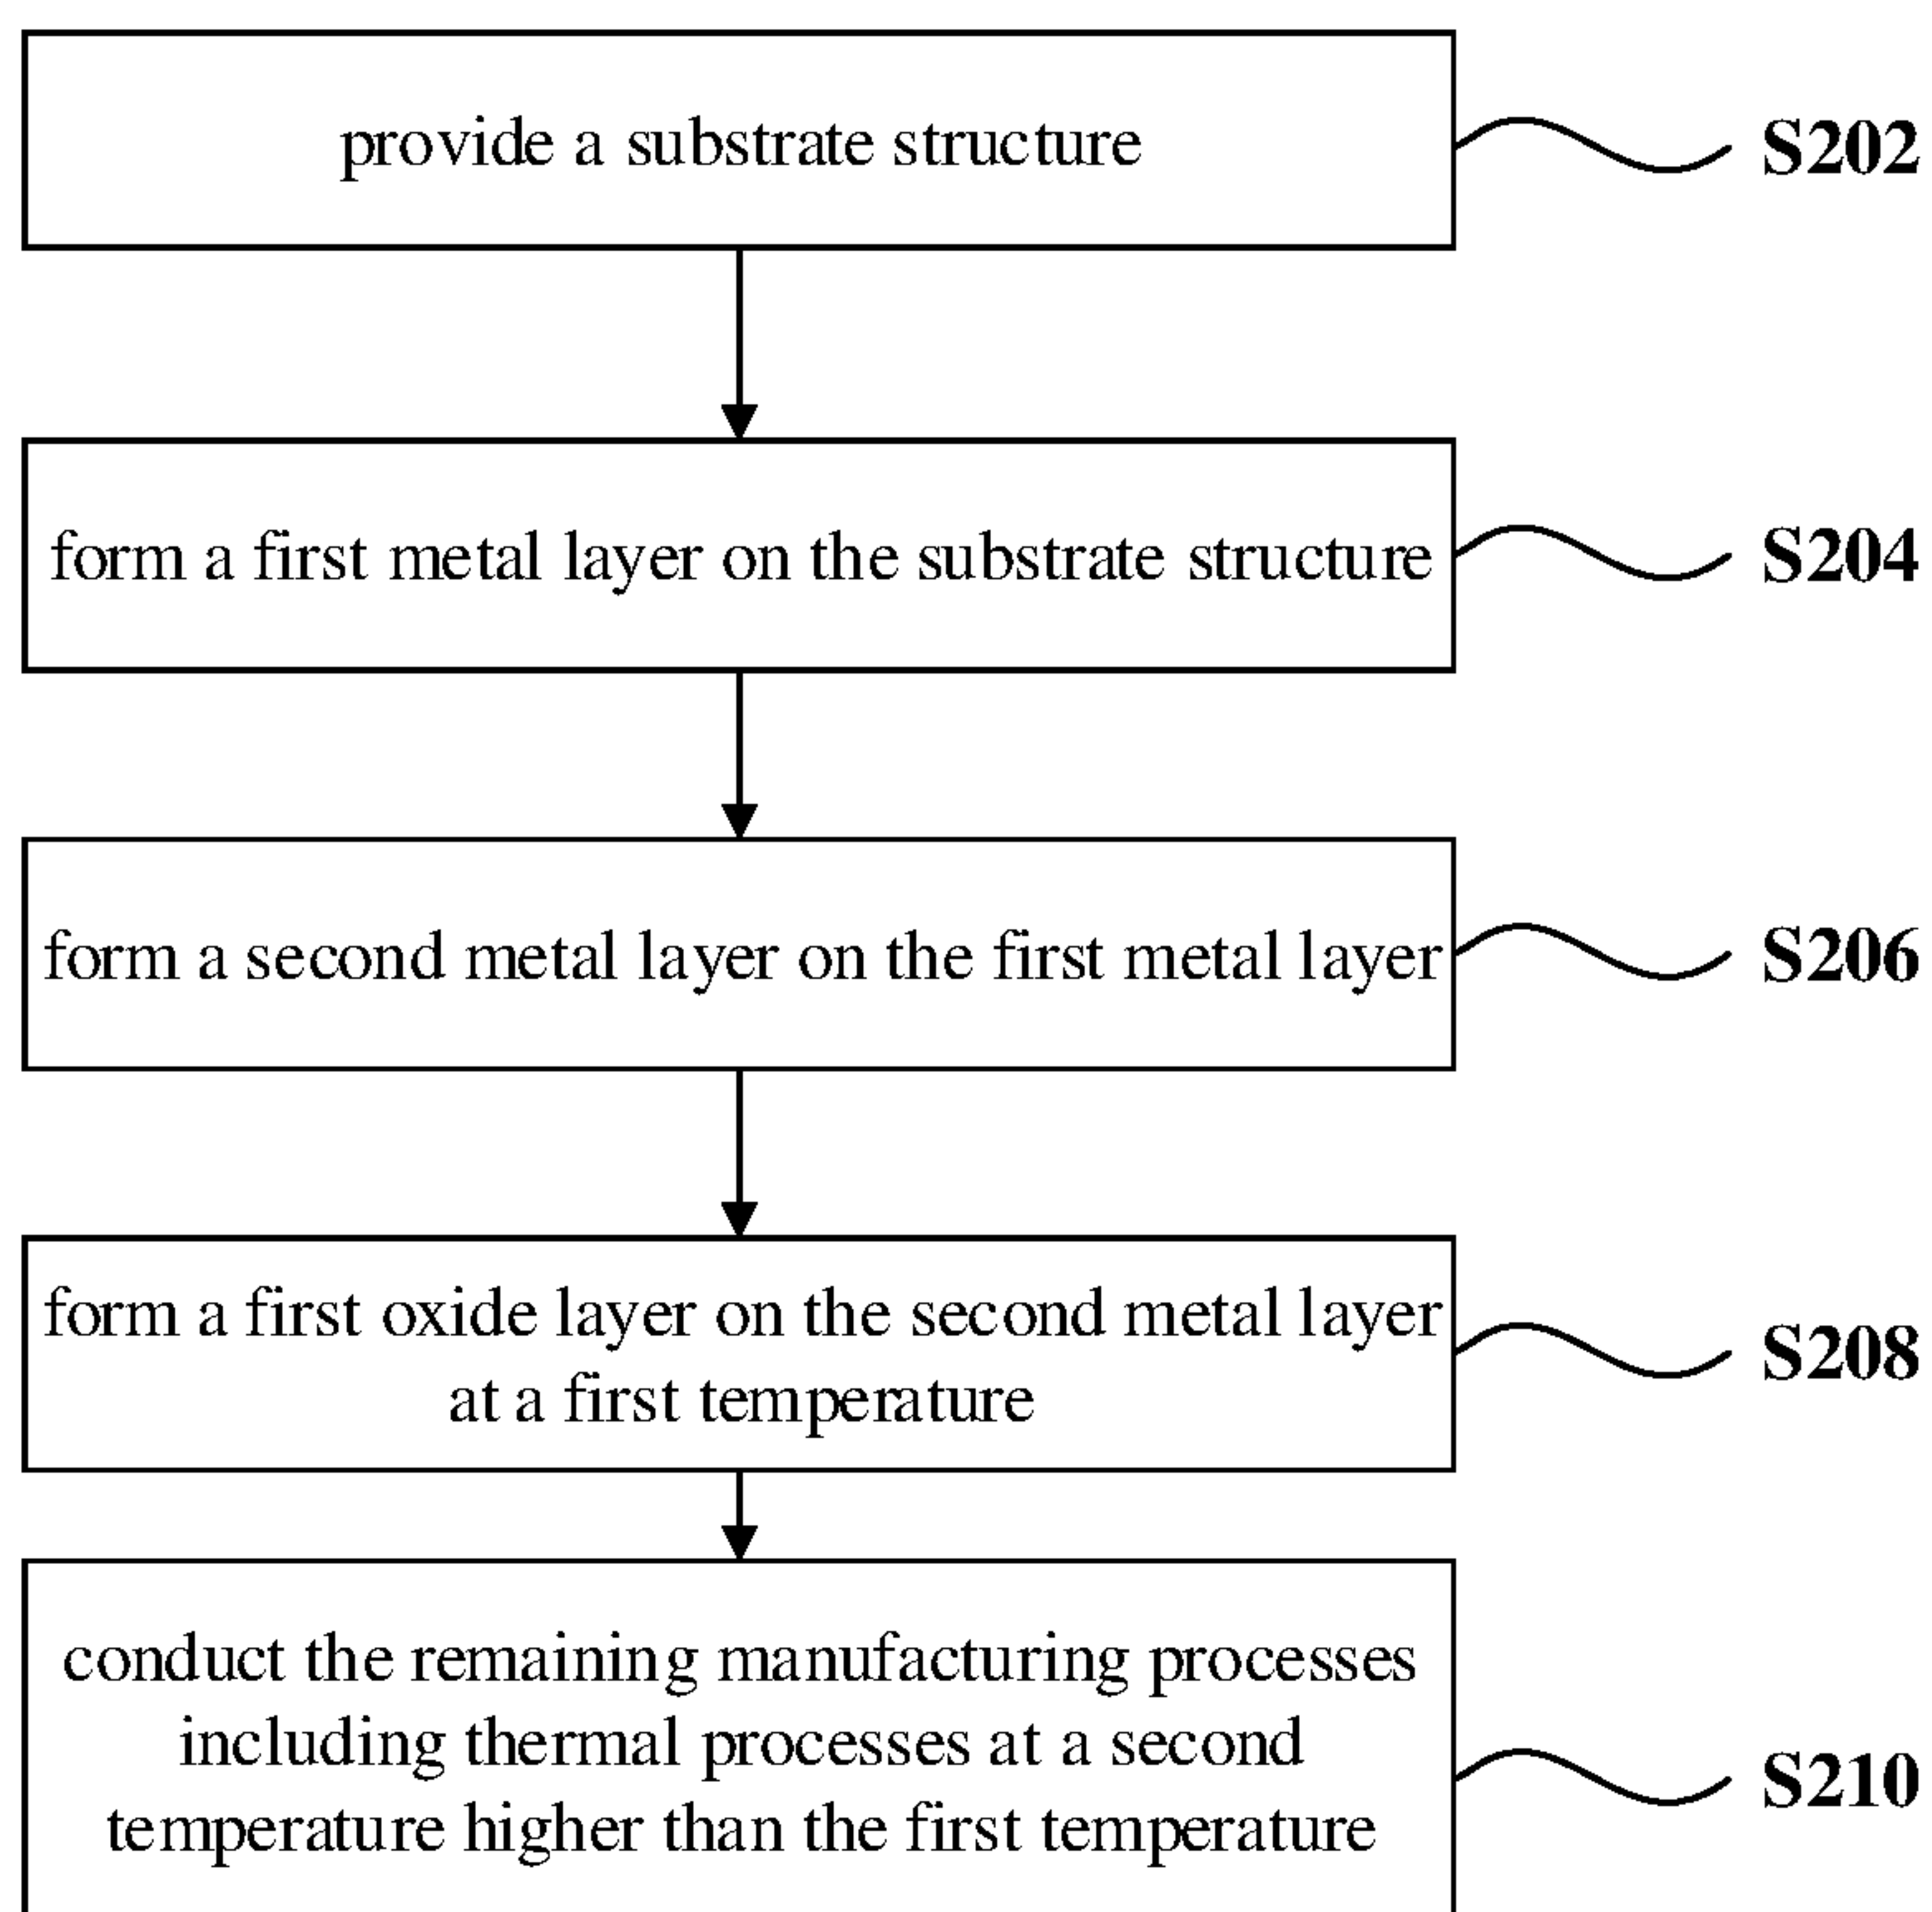 provide a substrate structure
S202
form a first metal layer on the substrate structure
S204
form a second metal layer on the first metal layer
S206
form a first oxide layer on the second metal layer
at a first temperature
S208
conduct the remaining manufacturing processes
including thermal processes at a second
temperature higher than the first temperature
S210